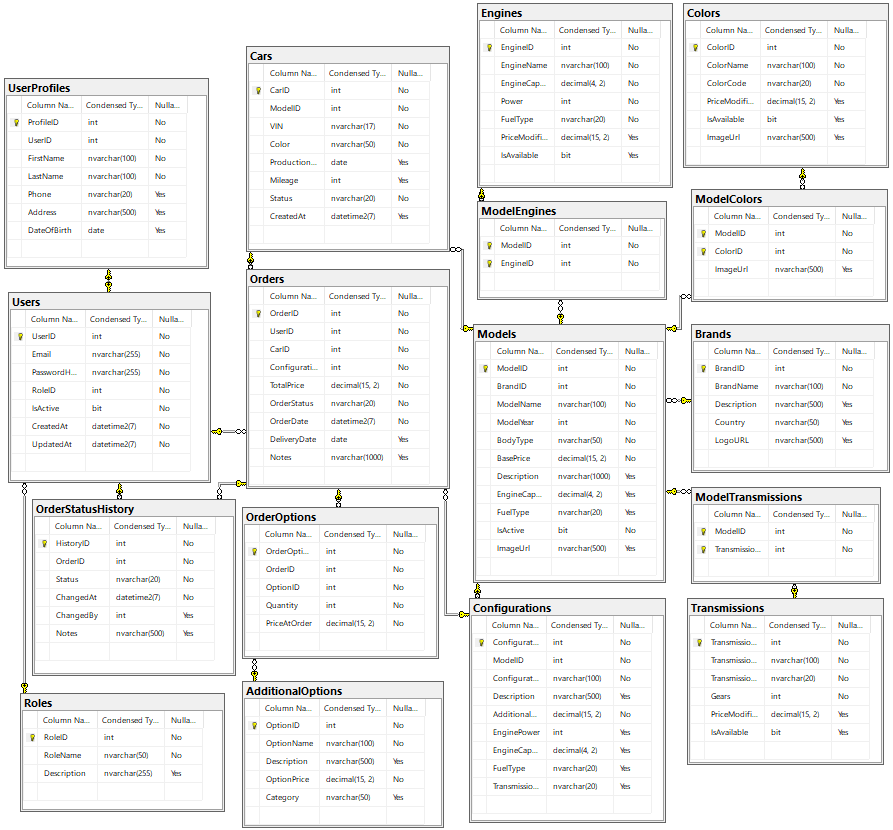 UserProfiles
Column Na... Condensed Ty... Nulla...
ProfileID int No
UserID int No
FirstName nvarchar(100) No
LastName nvarchar(100) No
Phone nvarchar(20) Yes
Address nvarchar(500) Yes
DateOfBirth date Yes
Users
Column Na... Condensed Ty... Nulla...
UserID int No
Email nvarchar(255) No
PasswordH... nvarchar(255) No
RoleID int No
IsActive bit No
CreatedAt datetime2(7) No
UpdatedAt datetime2(7) No
OrderStatusHistory
Column Na... Condensed Ty... Nulla...
HistoryID int No
OrderID int No
Status nvarchar(20) No
ChangedAt datetime2(7) No
ChangedBy int Yes
Notes nvarchar(500) Yes
Roles
Column Na... Condensed Ty... Nulla...
RoleID int No
RoleName nvarchar(50) No
Description nvarchar(255) Yes
Cars
Column Na... Condensed Ty... Nulla...
CarID int No
ModelID int No
VIN nvarchar(17) No
Color nvarchar(50) No
Production... date Yes
Mileage int Yes
Status nvarchar(20) No
CreatedAt datetime2(7) Yes
Orders
Column Na... Condensed Ty... Nulla...
OrderID int No
UserID int No
CarID int No
Configurati... int No
TotalPrice decimal(15, 2) No
OrderStatus nvarchar(20) No
OrderDate datetime2(7) No
DeliveryDate date Yes
Notes nvarchar(1000) Yes
OrderOptions
Column Na... Condensed Ty... Nulla...
OrderOpti... int No
OrderID int No
OptionID int No
Quantity int No
PriceAtOrder decimal(15, 2) No
AdditionalOptions
Column Na... Condensed Ty... Nulla...
OptionID int No
OptionName nvarchar(100) No
Description nvarchar(500) Yes
OptionPrice decimal(15, 2) No
Category nvarchar(50) Yes
Engines
Column Na... Condensed Ty... Nulla...
EngineID int No
EngineName nvarchar(100) No
EngineCap... decimal(4, 2) No
Power int No
FuelType nvarchar(20) No
PriceModifi... decimal(15, 2) Yes
IsAvailable bit Yes
ModelEngines
Column Na... Condensed Ty... Nulla...
ModelID int No
EngineID int No
Models
Column Na... Condensed Ty... Nulla...
ModelID int No
BrandID int No
ModelName nvarchar(100) No
ModelYear int No
BodyType nvarchar(50) No
BasePrice decimal(15, 2) No
Description nvarchar(1000) Yes
EngineCap... decimal(4, 2) Yes
FuelType nvarchar(20) Yes
IsActive bit No
ImageUrl nvarchar(500) Yes
Configurations
Column Na... Condensed Ty... Nulla...
Configurat... int No
ModelID int No
Configurat... nvarchar(100) No
Description nvarchar(500) Yes
Additional... decimal(15, 2) No
EnginePower int Yes
EngineCap... decimal(4, 2) Yes
FuelType nvarchar(20) Yes
Transmissio... nvarchar(20) Yes
Colors
Column Na... Condensed Ty... Nulla...
ColorID int No
ColorName nvarchar(100) No
ColorCode nvarchar(20) No
PriceModifi... decimal(15, 2) Yes
IsAvailable bit Yes
ImageUrl nvarchar(500) Yes
ModelColors
Column Na... Condensed Ty... Nulla...
ModelID int No
ColorID int No
ImageUrl nvarchar(500) Yes
Brands
Column Na... Condensed Ty... Nulla...
BrandID int No
BrandName nvarchar(100) No
Description nvarchar(500) Yes
Country nvarchar(50) Yes
LogoURL nvarchar(500) Yes
ModelTransmissions
Column Na... Condensed Ty... Nulla...
ModelID int No
Transmissio... int No
Transmissions
Column Na... Condensed Ty... Nulla...
Transmissio... int No
Transmissio... nvarchar(100) No
Transmissio... nvarchar(20) No
Gears int No
PriceModifi... decimal(15, 2) Yes
IsAvailable bit Yes